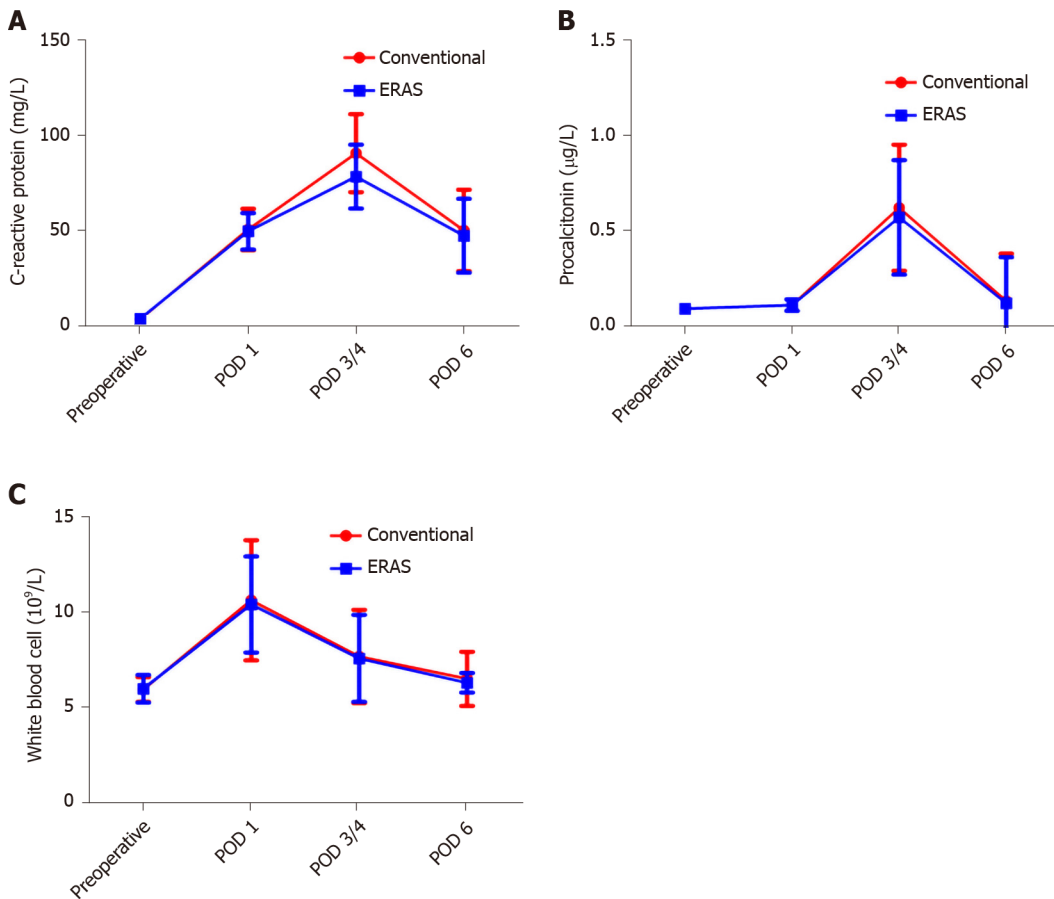 A
150
100
50
0
C-reactive protein (mg/L)
Conventional
ERAS
Preoperative
POD 1
POD 3/4
POD 6
B
1.5
1.0
0.5
0.0
Procalcitonin (μg/L)
Conventional
ERAS
Preoperative
POD 1
POD 3/4
POD 6
C
15
10
5
0
White blood cell (10⁹/L)
Conventional
ERAS
Preoperative
POD 1
POD 3/4
POD 6